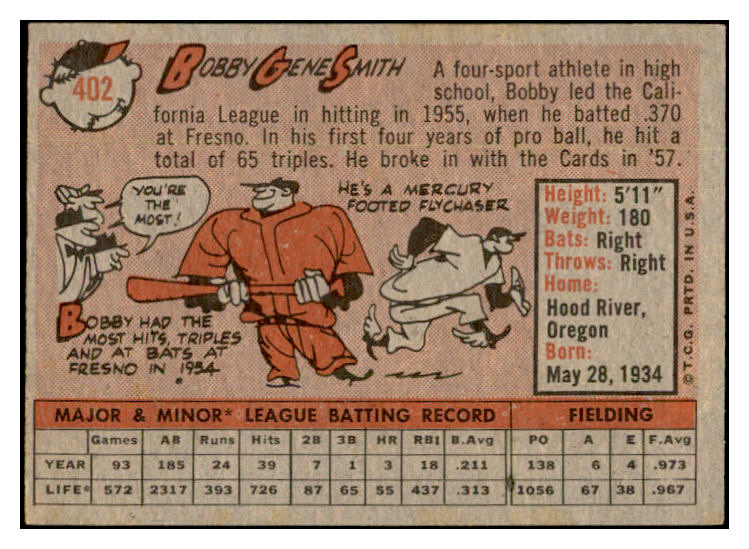 402
BOBBY GENE SMITH
A four-sport athlete in high
school, Bobby led the Cali-
fornia League in hitting in 1955, when he batted .370
at Fresno. In his first four years of pro ball, he hit a
total of 65 triples. He broke in with the Cards in '57.
YOU'RE
THE
MOST!
HE'S A MERCURY
FOOTED FLYCHASER
BOBBY HAD THE
MOST HITS, TRIPLES
AND AT BATS AT
FRESNO IN 1954.
Height: 5'11"
Weight: 180
Bats: Right
Throws: Right
Home:
Hood River,
Oregon
Born:
May 28, 1934
© T.C.G. PRTD. IN U.S.A.
MAJOR & MINOR* LEAGUE BATTING RECORD FIELDING
Games AB Runs Hits 2B 3B HR RBI B.Avg PO A E F.Avg
YEAR 93 185 24 39 7 1 3 18 .211 138 6 4 .973
LIFE* 572 2317 393 726 87 65 55 437 .313 1056 67 38 .967